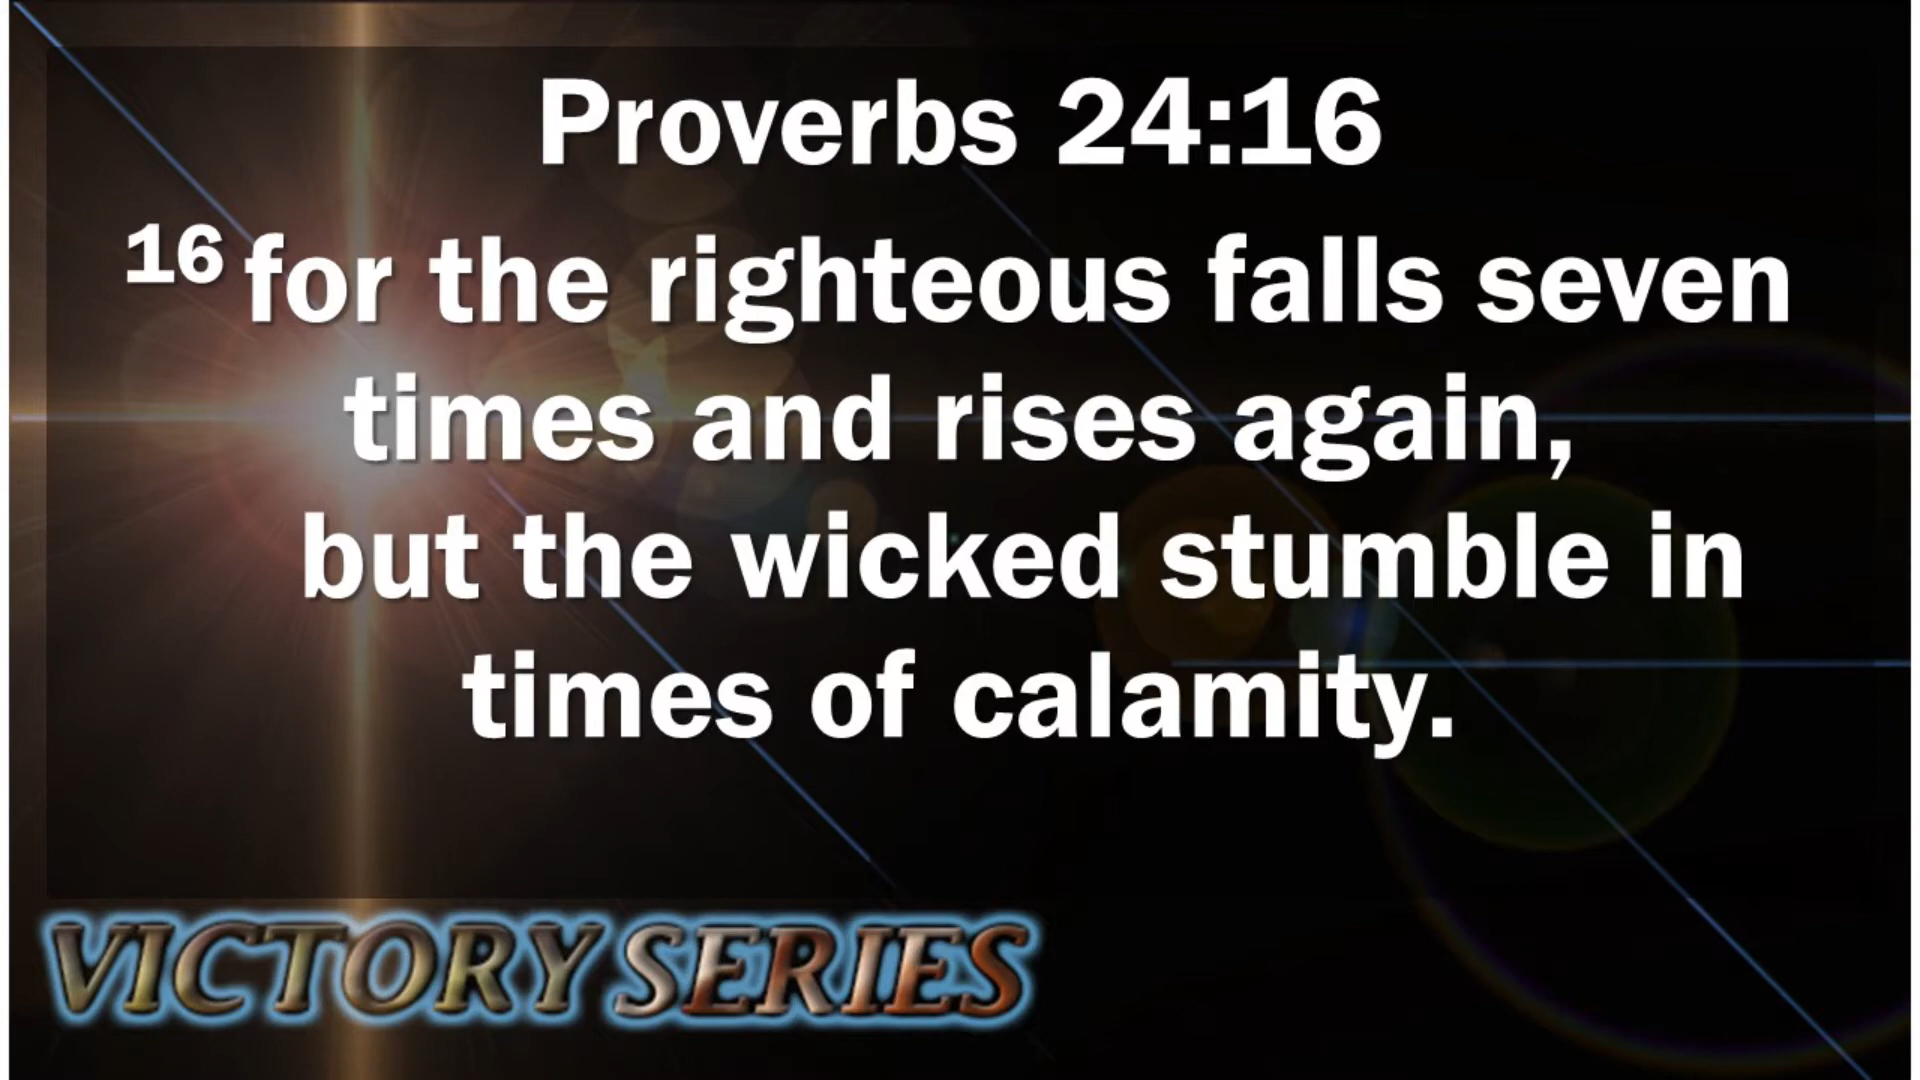 Proverbs 24:16
16 for the righteous falls seven
times and rises again,
but the wicked stumble in
times of calamity.
VICTORY SERIES